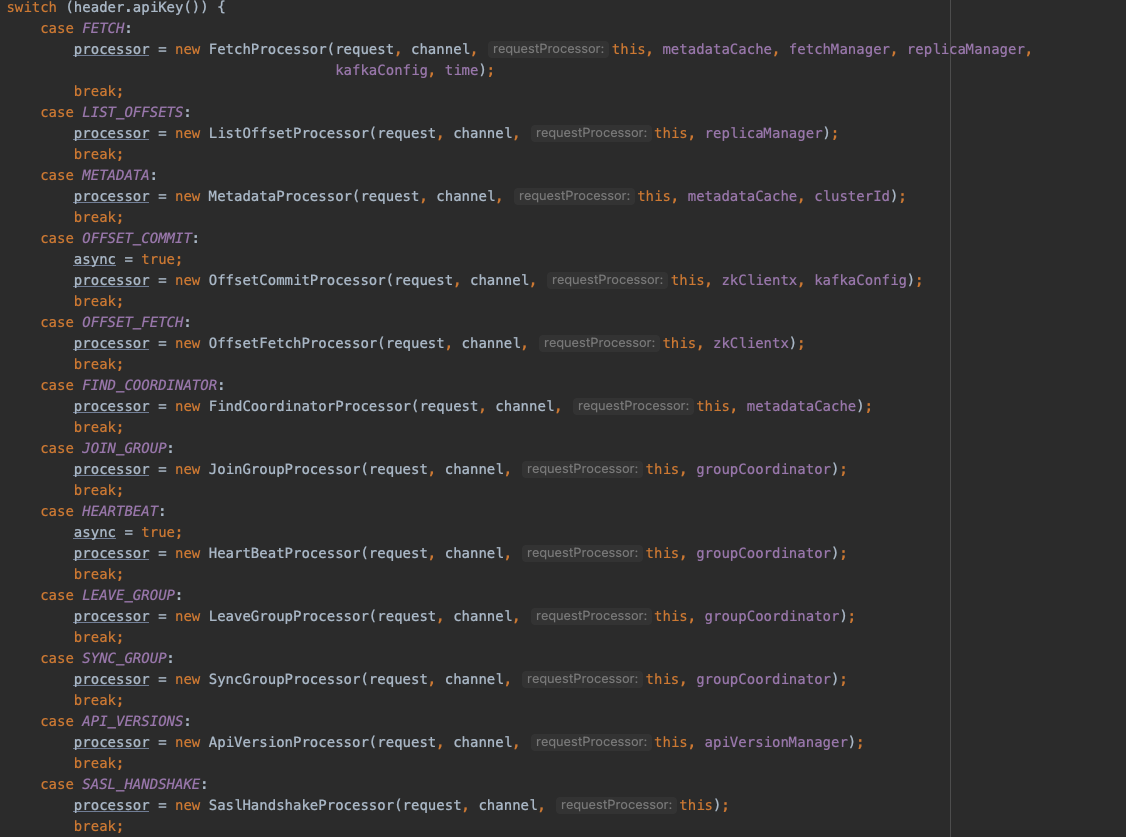 switch (header.apiKey()) {
    case FETCH:
        processor = new FetchProcessor(request, channel, requestProcessor: this, metadataCache, fetchManager, replicaManager,
                                       kafkaConfig, time);
        break;
    case LIST_OFFSETS:
        processor = new ListOffsetProcessor(request, channel, requestProcessor: this, replicaManager);
        break;
    case METADATA:
        processor = new MetadataProcessor(request, channel, requestProcessor: this, metadataCache, clusterId);
        break;
    case OFFSET_COMMIT:
        async = true;
        processor = new OffsetCommitProcessor(request, channel, requestProcessor: this, zkClientx, kafkaConfig);
        break;
    case OFFSET_FETCH:
        processor = new OffsetFetchProcessor(request, channel, requestProcessor: this, zkClientx);
        break;
    case FIND_COORDINATOR:
        processor = new FindCoordinatorProcessor(request, channel, requestProcessor: this, metadataCache);
        break;
    case JOIN_GROUP:
        processor = new JoinGroupProcessor(request, channel, requestProcessor: this, groupCoordinator);
        break;
    case HEARTBEAT:
        async = true;
        processor = new HeartBeatProcessor(request, channel, requestProcessor: this, groupCoordinator);
        break;
    case LEAVE_GROUP:
        processor = new LeaveGroupProcessor(request, channel, requestProcessor: this, groupCoordinator);
        break;
    case SYNC_GROUP:
        processor = new SyncGroupProcessor(request, channel, requestProcessor: this, groupCoordinator);
        break;
    case API_VERSIONS:
        processor = new ApiVersionProcessor(request, channel, requestProcessor: this, apiVersionManager);
        break;
    case SASL_HANDSHAKE:
        processor = new SaslHandshakeProcessor(request, channel, requestProcessor: this);
        break;